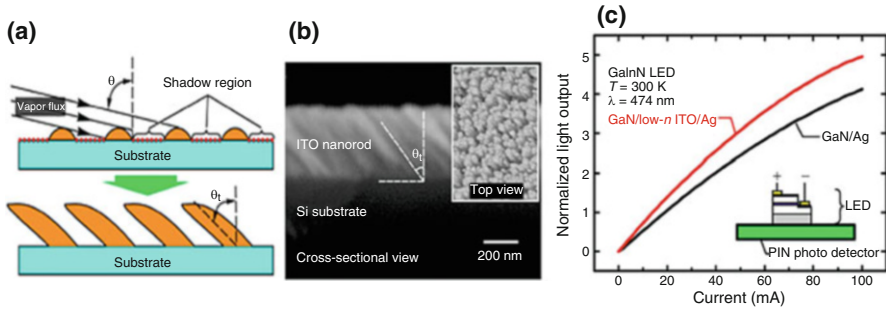 (a)
θ
Shadow region
Vapor flux
Substrate
θt
Substrate
(b)
ITO nanorod
θt
Top view
Si substrate
200 nm
Cross-sectional view
(c)
Normalized light output
5
4
3
2
1
0
GaInN LED
T = 300 K
λ = 474 nm
GaN/low-n ITO/Ag
GaN/Ag
+ −
LED
PIN photo detector
0 20 40 60 80 100
Current (mA)